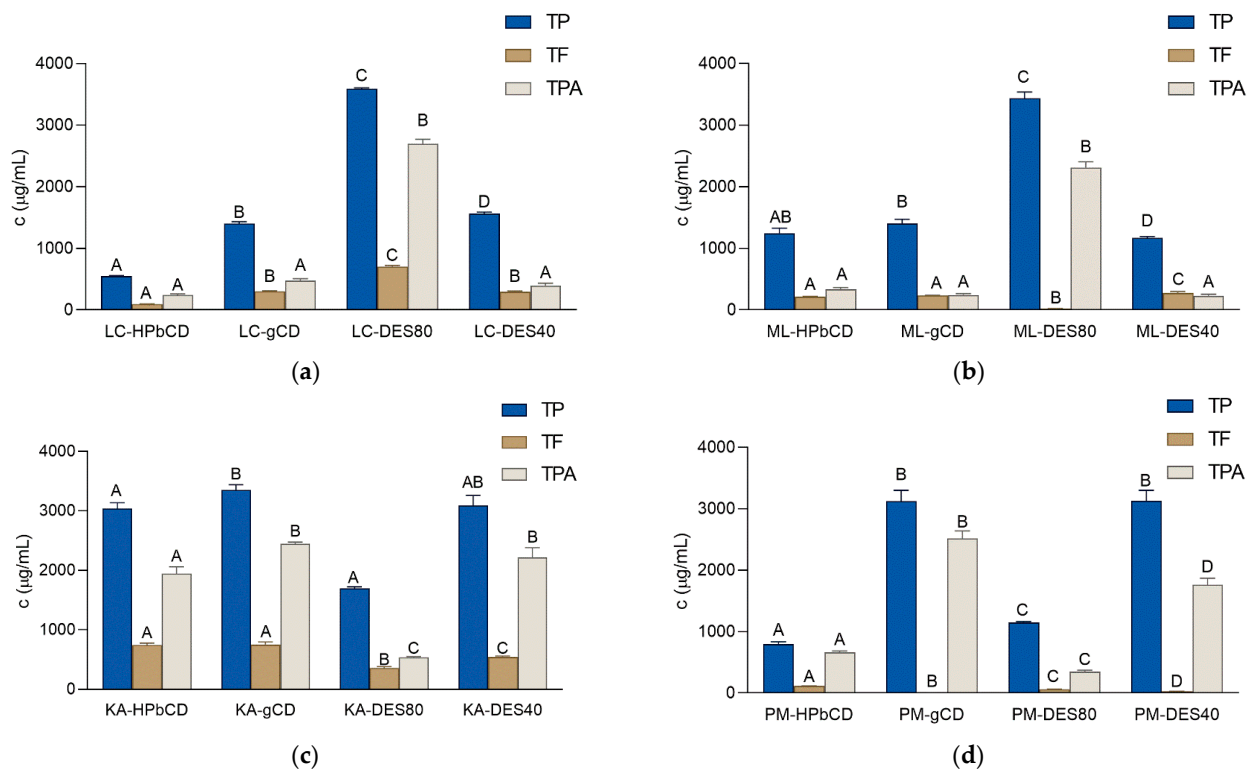 TP
TF
TPA
c (µg/mL)
4000
3000
2000
1000
0
A
A
A
B
B
A
C
C
B
D
B
A
LC-HPbCD
LC-gCD
LC-DES80
LC-DES40
(a)
TP
TF
TPA
c (µg/mL)
4000
3000
2000
1000
0
AB
A
A
B
A
A
C
B
B
D
C
A
ML-HPbCD
ML-gCD
ML-DES80
ML-DES40
(b)
TP
TF
TPA
c (µg/mL)
4000
3000
2000
1000
0
A
A
A
B
A
B
A
B
C
AB
C
B
KA-HPbCD
KA-gCD
KA-DES80
KA-DES40
(c)
TP
TF
TPA
c (µg/mL)
4000
3000
2000
1000
0
A
A
A
B
B
B
C
C
C
B
D
D
PM-HPbCD
PM-gCD
PM-DES80
PM-DES40
(d)